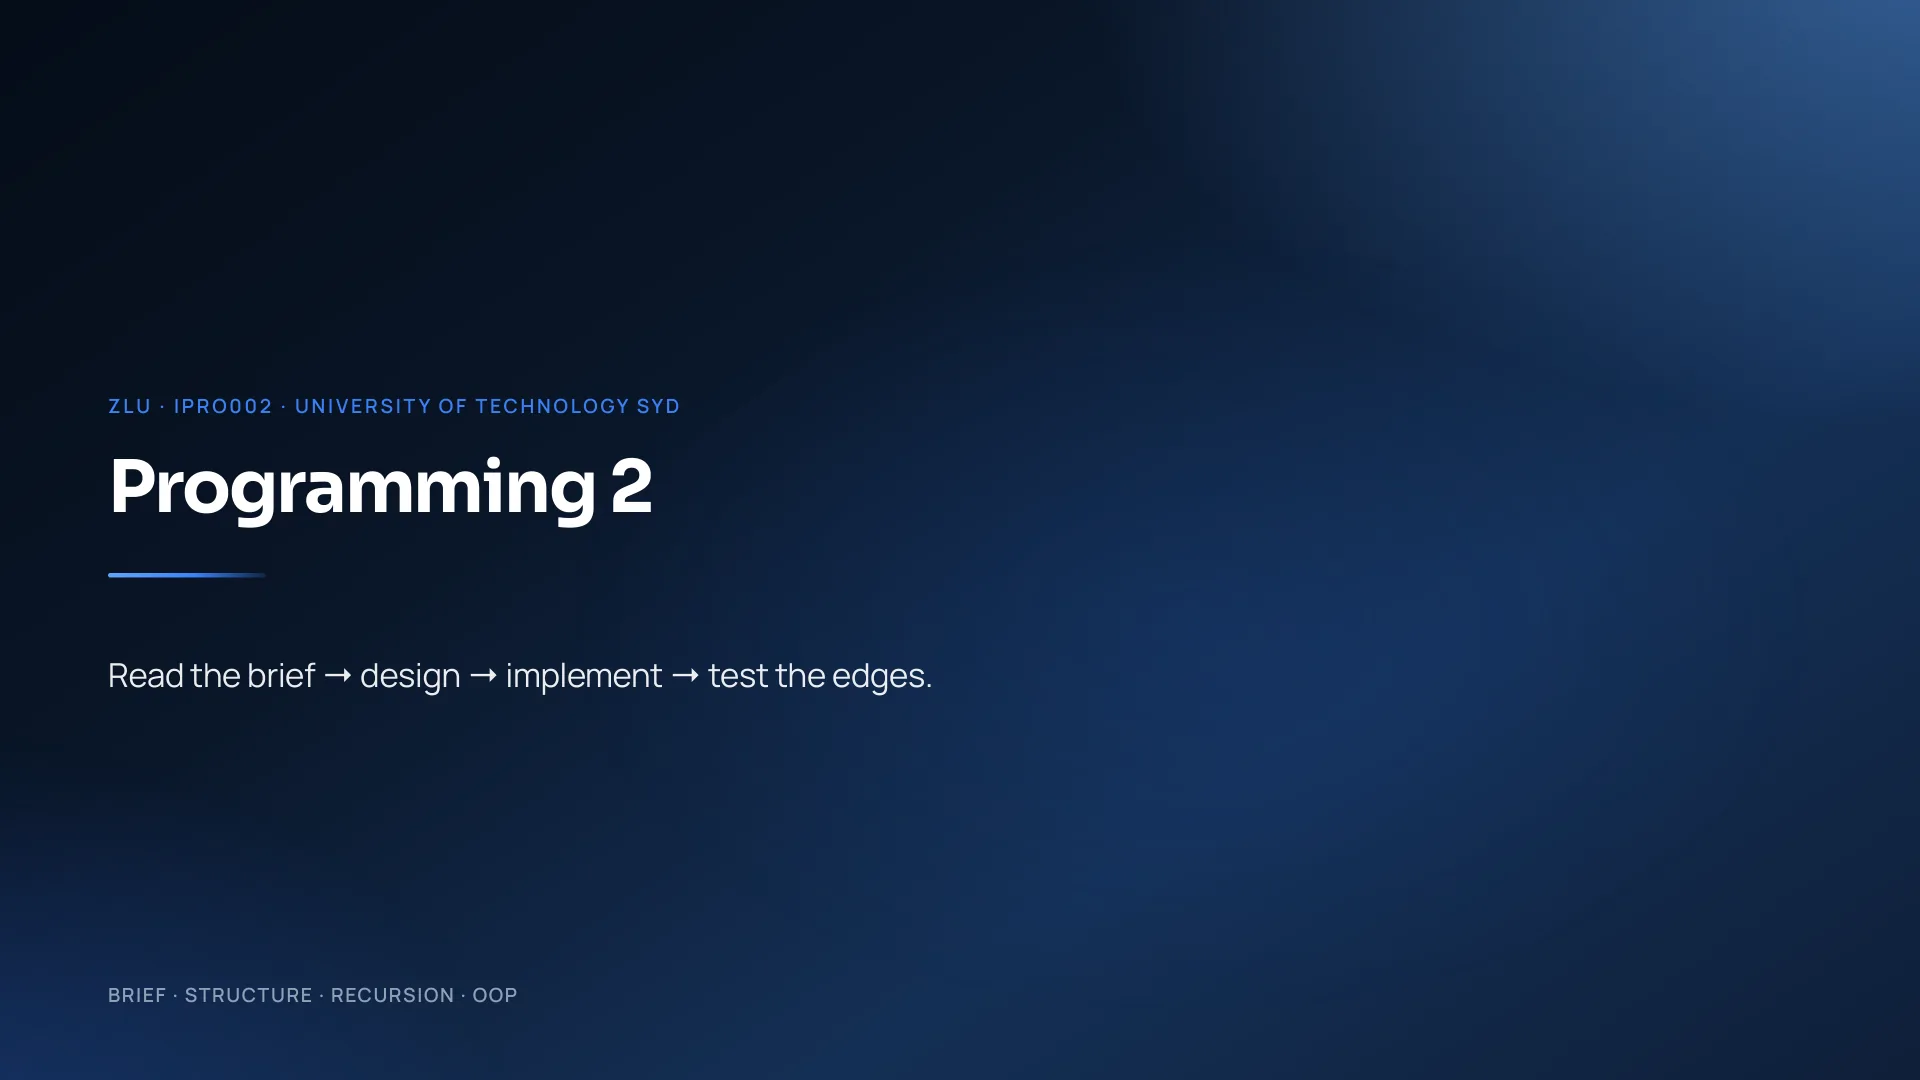 ZLU · IPRO002 · UNIVERSITY OF TECHNOLOGY SYD
Programming 2
Read the brief → design → implement → test the edges.
BRIEF · STRUCTURE · RECURSION · OOP